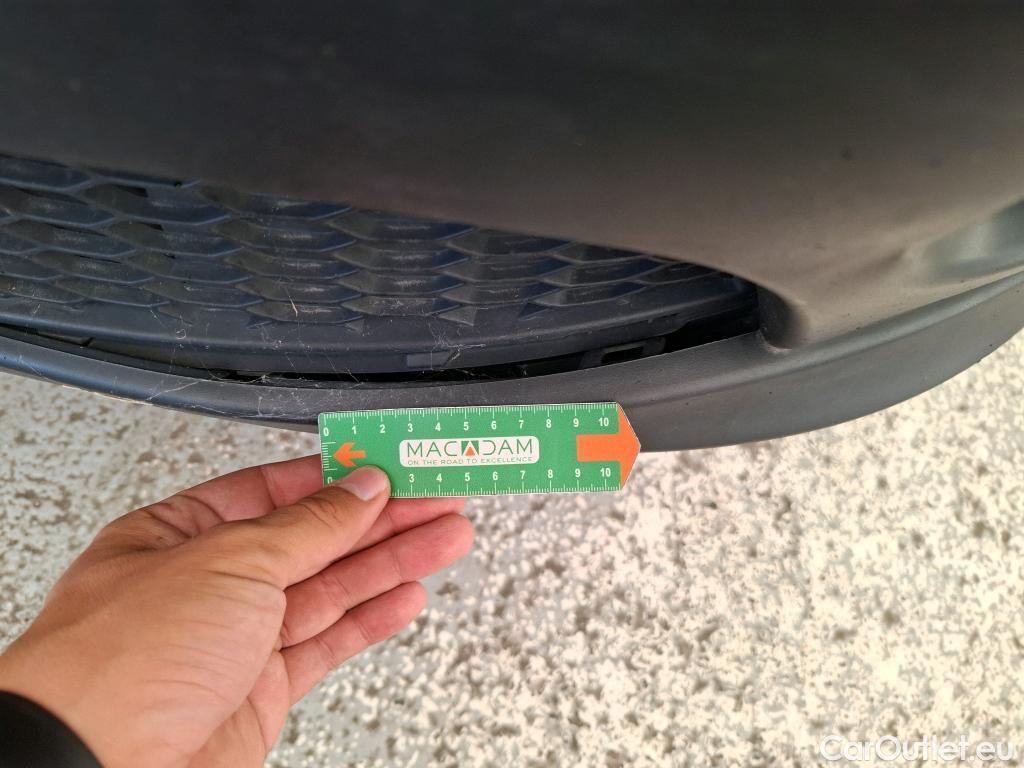 0 1 2 3 4 5 6 7 8 9 10
MACADAM
ON THE ROAD TO EXCELLENCE
0 3 4 5 6 7 8 9 10
CarOutlet.eu